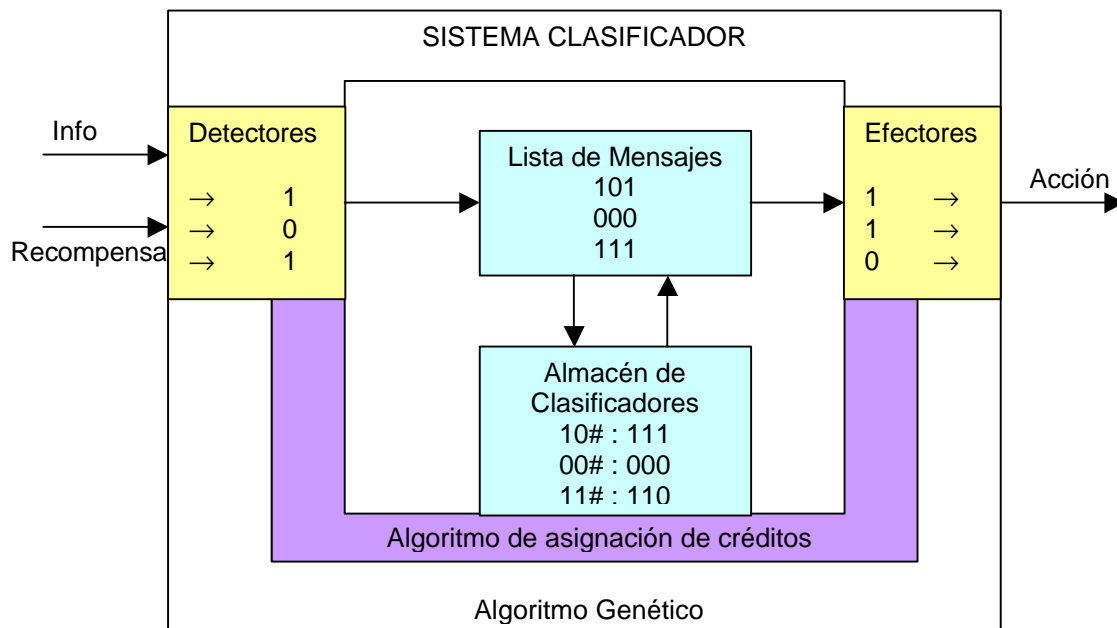 SISTEMA CLASIFICADOR
Info
Recompensa
Detectores
→ 1
→ 0
→ 1
Lista de Mensajes
101
000
111
Efectores
1 →
1 →
0 →
Acción
Almacén de
Clasificadores
10# : 111
00# : 000
11# : 110
Algoritmo de asignación de créditos
Algoritmo Genético